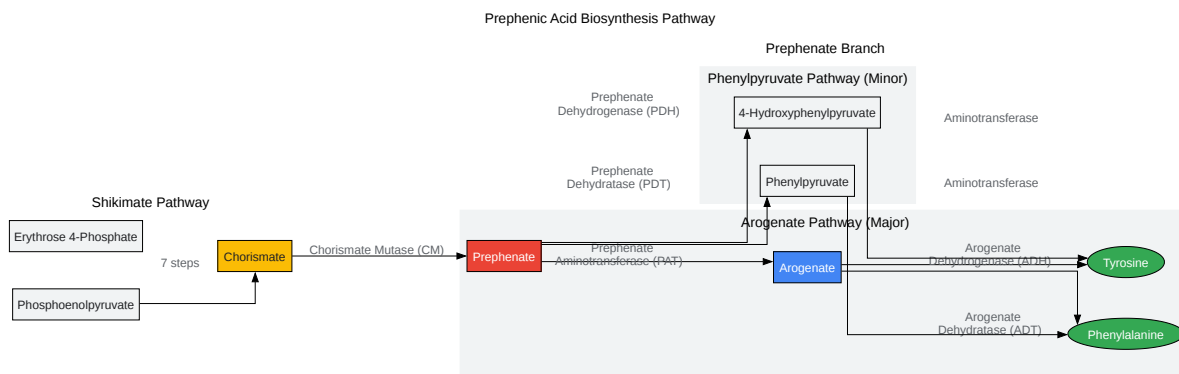 Prephenic Acid Biosynthesis Pathway
Prephenate Branch
Phenylpyruvate Pathway (Minor)
Prephenate
Dehydrogenase (PDH)
4-Hydroxyphenylpyruvate
Aminotransferase
Prephenate
Dehydratase (PDT)
Phenylpyruvate
Aminotransferase
Shikimate Pathway
Erythrose 4-Phosphate
7 steps
Phosphoenolpyruvate
Chorismate
Chorismate Mutase (CM)
Arogenate Pathway (Major)
Prephenate
Prephenate
Aminotransferase (PAT)
Arogenate
Arogenate
Dehydrogenase (ADH)
Tyrosine
Arogenate
Dehydratase (ADT)
Phenylalanine